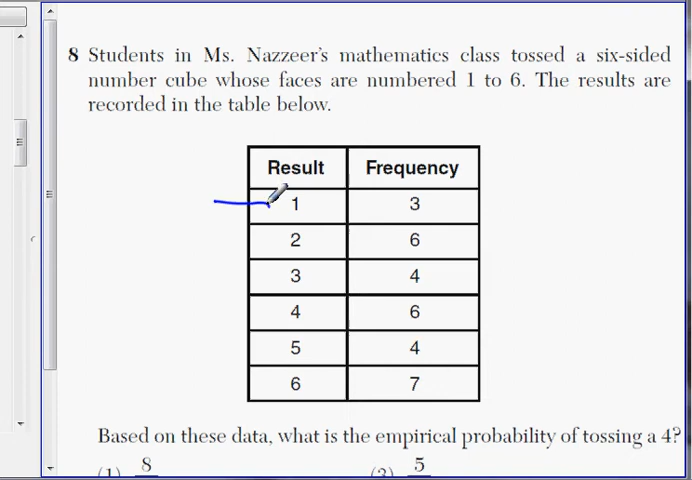 8 Students in Ms. Nazzeer's mathematics class tossed a six-sided
number cube whose faces are numbered 1 to 6. The results are
recorded in the table below.
Result Frequency
1 3
2 6
3 4
4 6
5 4
6 7
Based on these data, what is the empirical probability of tossing a 4?
(1) 8 (3) 5